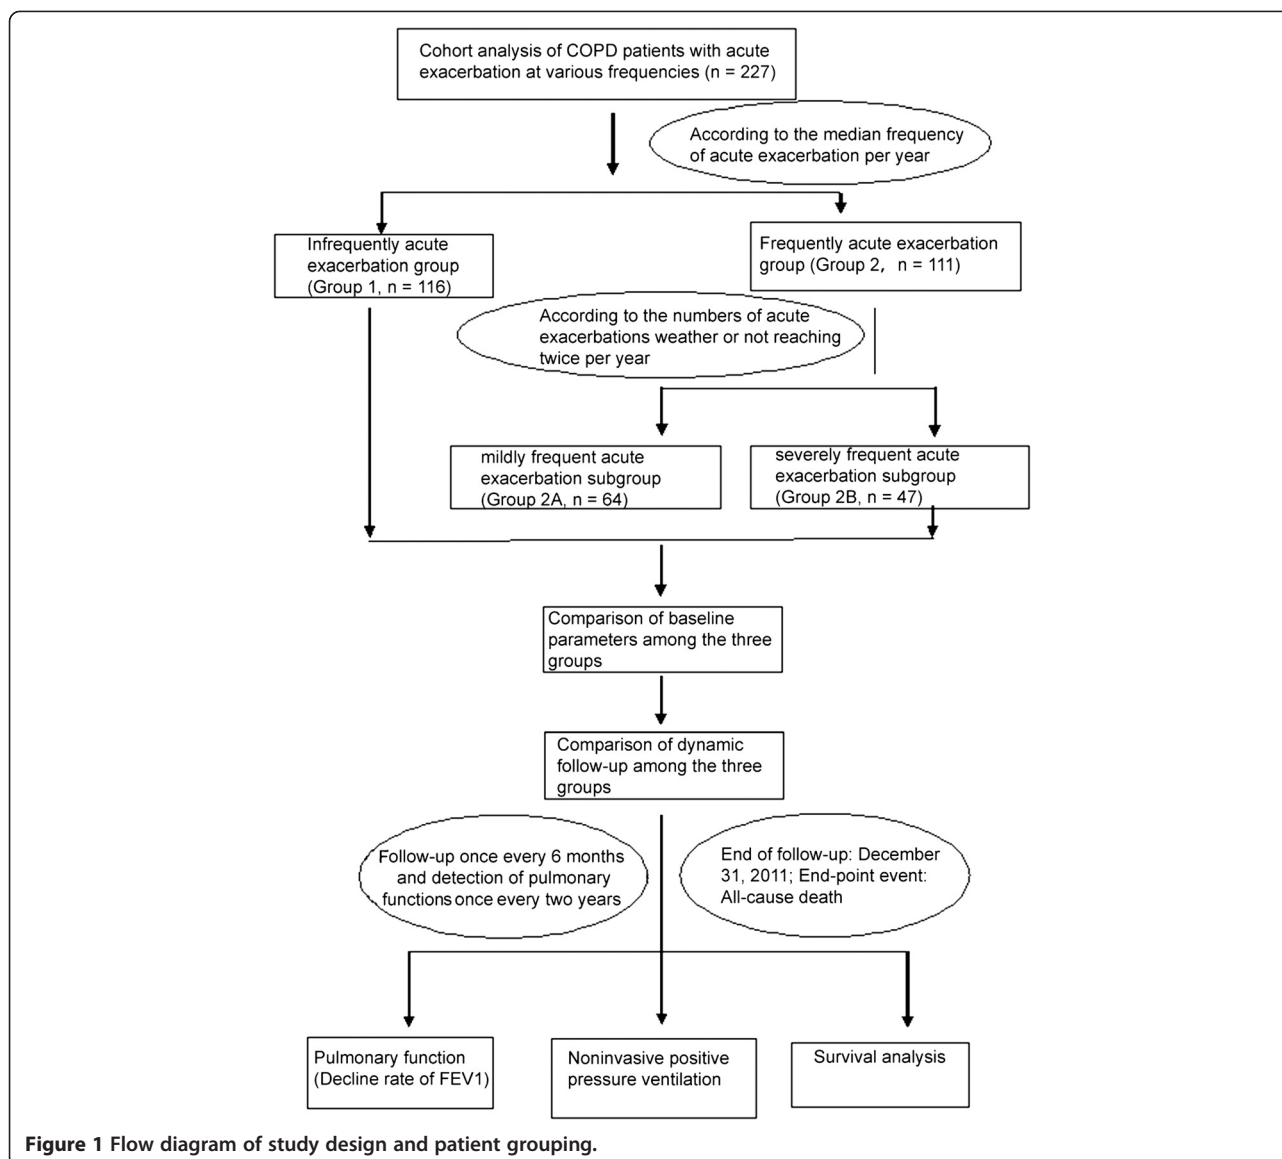 Cohort analysis of COPD patients with acute
exacerbation at various frequencies (n = 227)
According to the median frequency
of acute exacerbation per year
Infrequently acute
exacerbation group
(Group 1, n = 116)
Frequently acute exacerbation
group (Group 2, n = 111)
According to the numbers of acute
exacerbations weather or not reaching
twice per year
mildly frequent acute
exacerbation subgroup
(Group 2A, n = 64)
severely frequent acute
exacerbation subgroup
(Group 2B, n = 47)
Comparison of baseline
parameters among the three
groups
Comparison of dynamic
follow-up among the three
groups
Follow-up once every 6 months
and detection of pulmonary
functions once every two years
End of follow-up: December
31, 2011; End-point event:
All-cause death
Pulmonary function
(Decline rate of FEV1)
Noninvasive positive
pressure ventilation
Survival analysis
Figure 1 Flow diagram of study design and patient grouping.